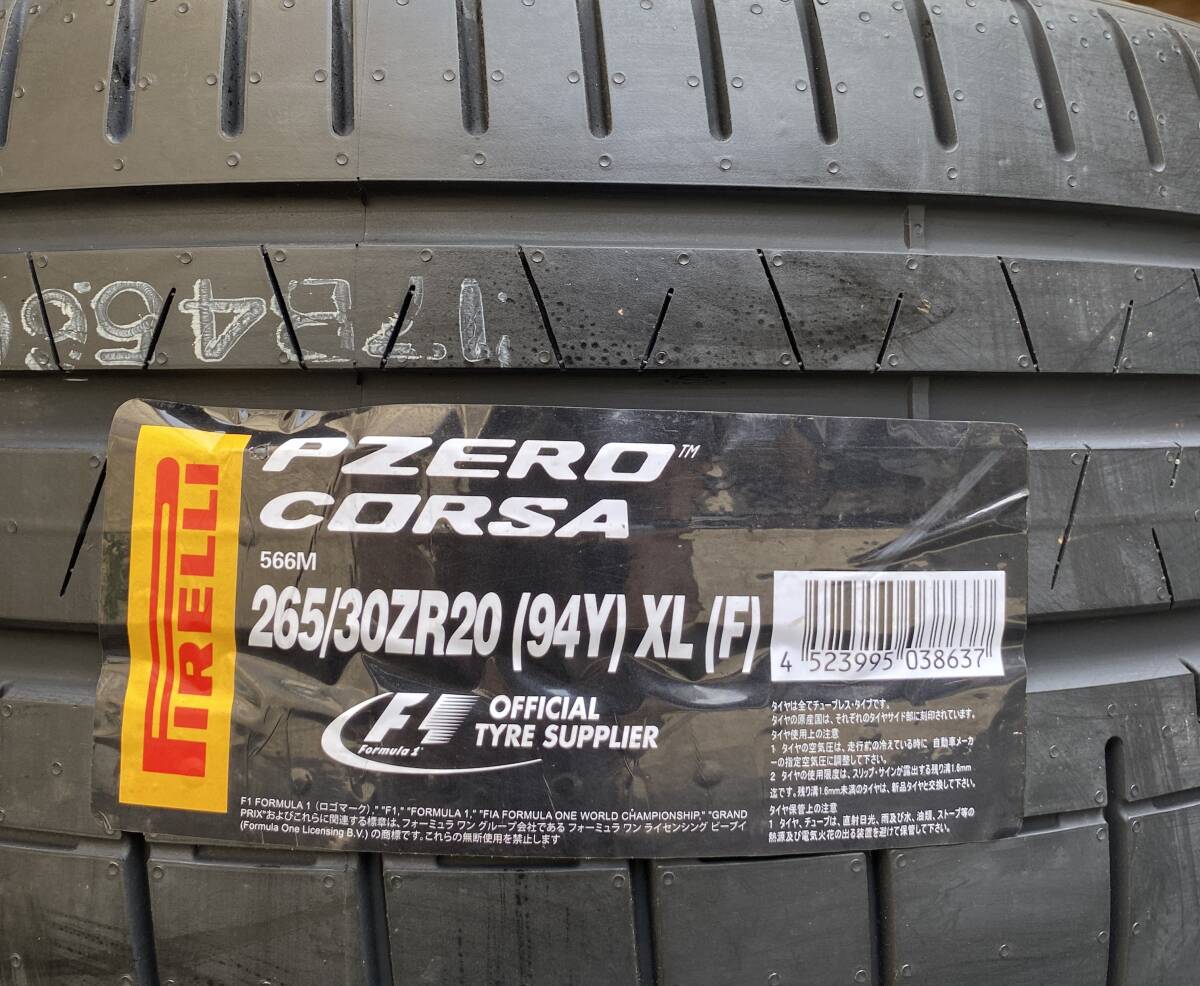 PZERO™
CORSA
566M
265/30ZR20 (94Y) XL (F)
PIRELLI
4 523995 038637
F1
Formula 1
OFFICIAL
TYRE SUPPLIER
タイヤは全てチューブレス・タイプです。
タイヤの原産国は、それぞれのタイヤサイド部に刻印されています。
タイヤ使用上の注意
1 タイヤの空気圧は、走行前の冷えている時に 自動車メーカ
ーの指定空気圧に調整して下さい。
2 タイヤの使用限度は、スリップ・サインが露出する残り溝1.6mm
迄です。残り溝1.6mm未満のタイヤは、新品タイヤと交換して下さい。
タイヤ保管上の注意
1 タイヤ、チューブは、直射日光、雨及び水、油類、ストーブ等の
熱源及び電気火花の出る装置を避けて保管して下さい。
F1 FORMULA 1（ロゴマーク）," "F1," "FORMULA 1," "FIA FORMULA ONE WORLD CHAMPIONSHIP," "GRAND
PRIX"およびこれらに関連する標章は、フォーミュラ ワン グループ会社である フォーミュラ ワン ライセンシング ビーブイ
(Formula One Licensing B.V.) の商標です。これらの無断使用を禁止します